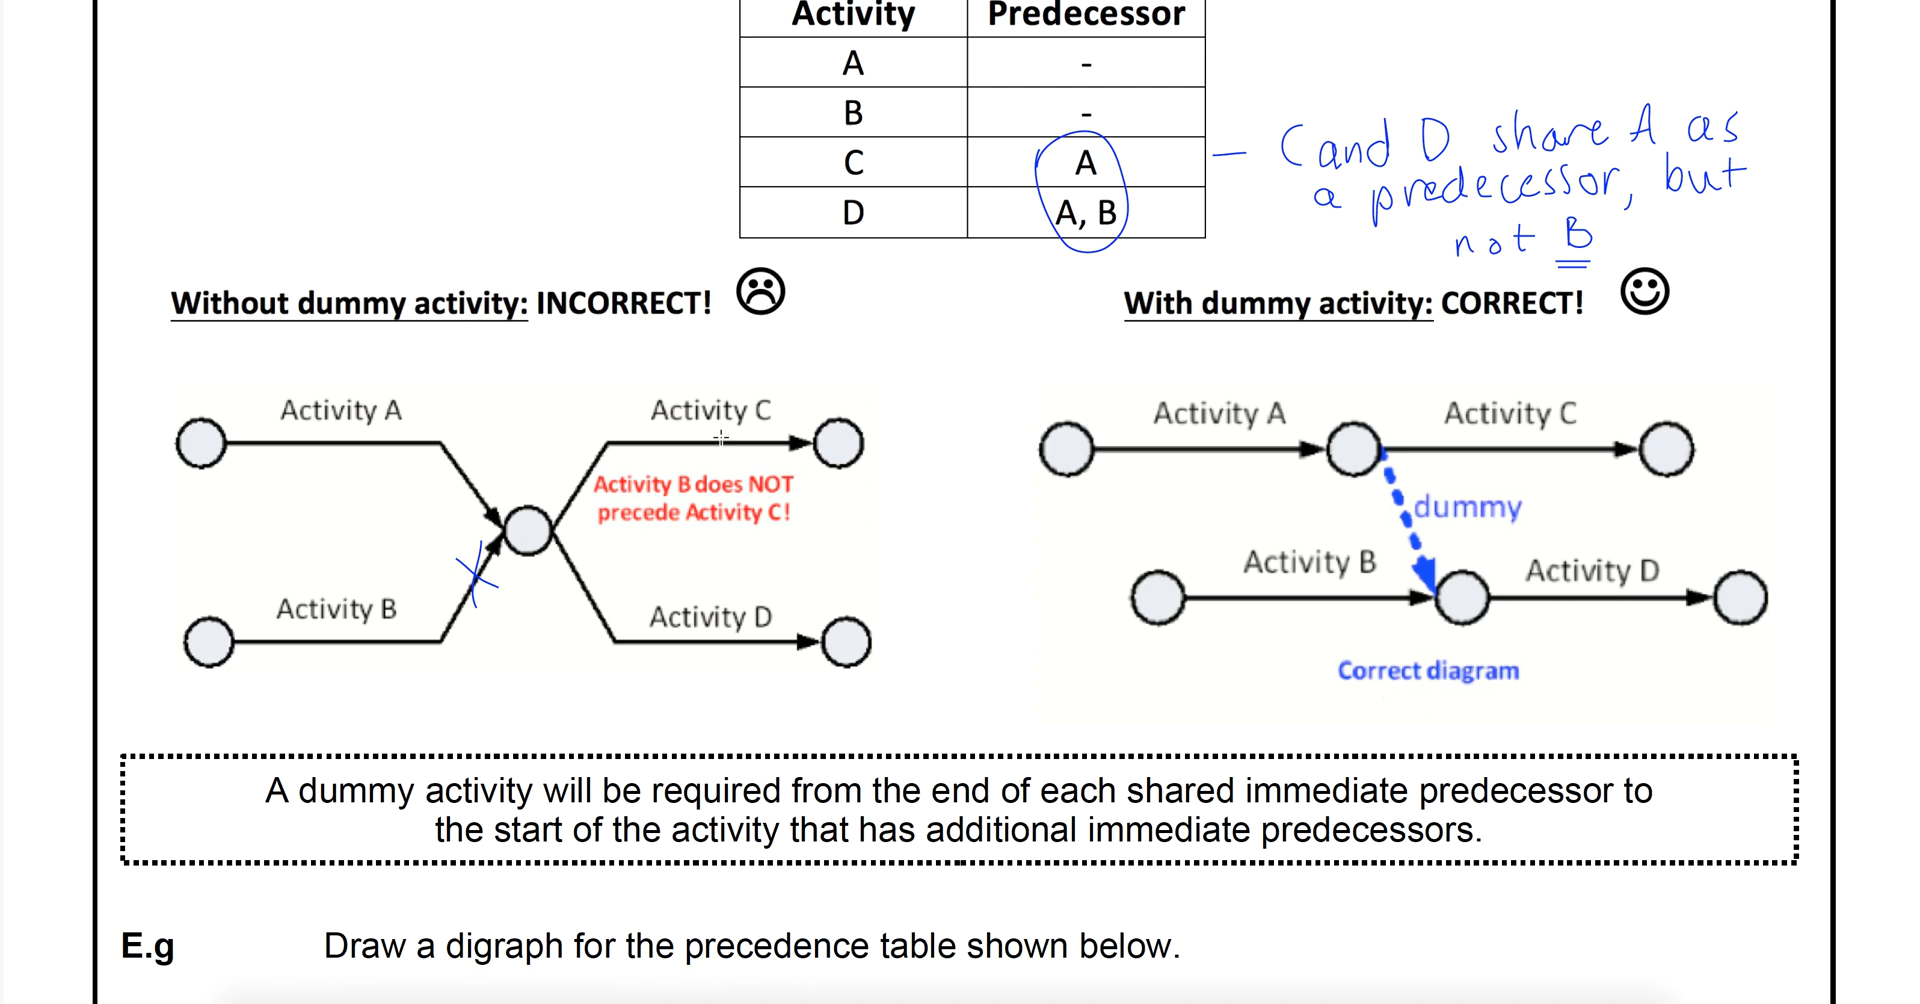 Activity Predecessor
A -
B -
C A
D A, B
— C and D share A as
a predecessor, but
not B
Without dummy activity: INCORRECT!
With dummy activity: CORRECT!
Activity A
Activity C
Activity B does NOT
precede Activity C!
Activity B
Activity D
Activity A
Activity C
dummy
Activity B
Activity D
Correct diagram
A dummy activity will be required from the end of each shared immediate predecessor to
the start of the activity that has additional immediate predecessors.
E.g Draw a digraph for the precedence table shown below.